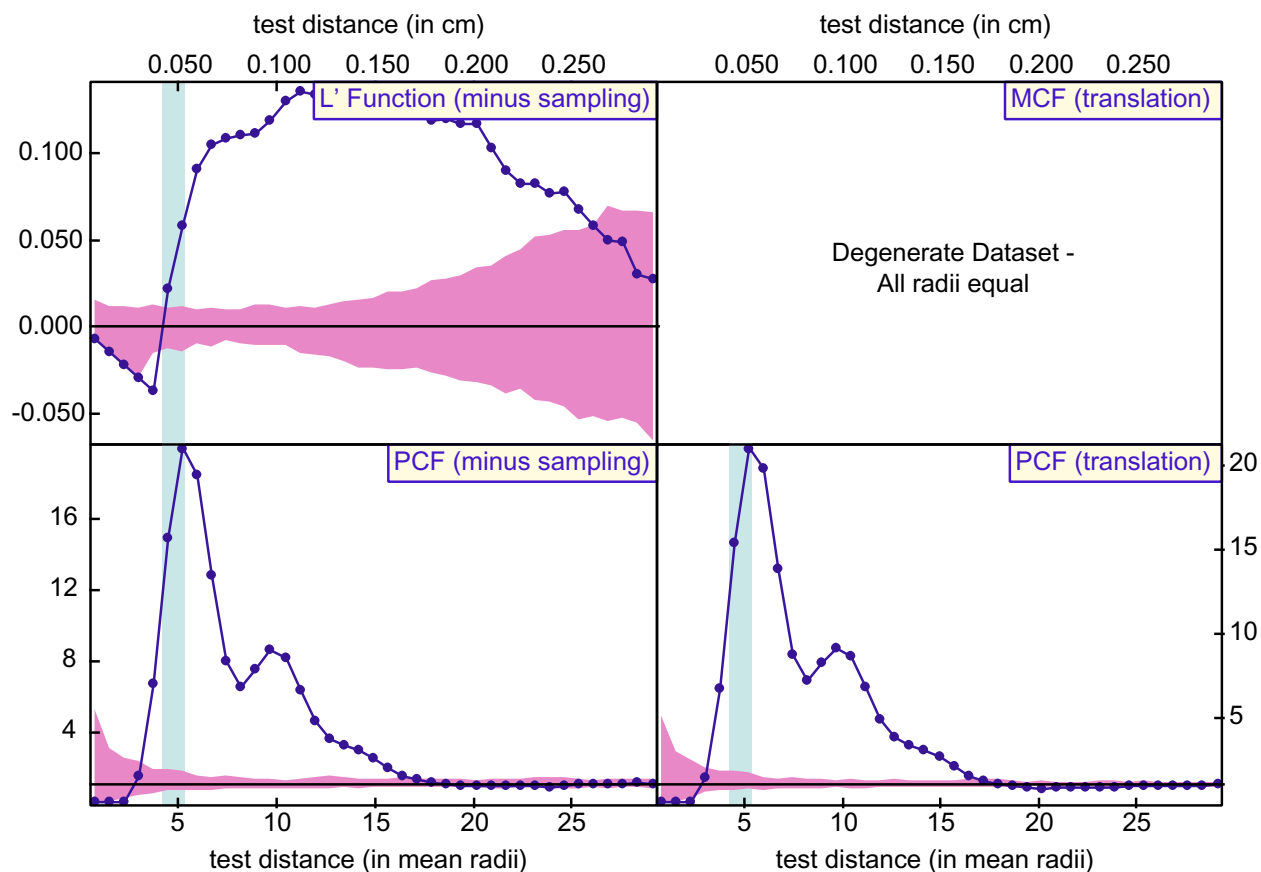 test distance (in cm)
test distance (in cm)
0.050 0.100 0.150 0.200 0.250
0.050 0.100 0.150 0.200 0.250
L' Function (minus sampling)
MCF (translation)
0.100
0.050
0.000
-0.050
Degenerate Dataset -
All radii equal
PCF (minus sampling)
PCF (translation)
16
12
8
4
20
15
10
5
5 10 15 20 25
5 10 15 20 25
test distance (in mean radii)
test distance (in mean radii)